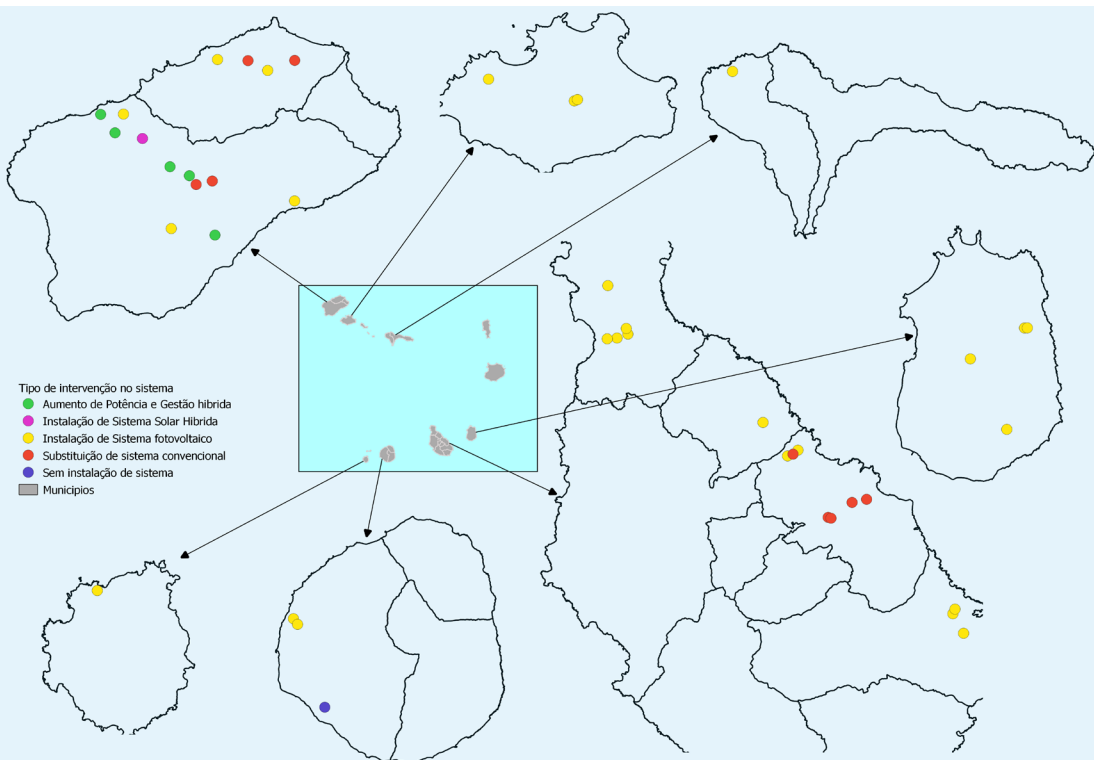 Tipo de intervenção no sistema
Aumento de Potência e Gestão hibrida
Instalação de Sistema Solar Hibrida
Instalação de Sistema fotovoltaico
Substituição de sistema convencional
Sem instalação de sistema
Municipios